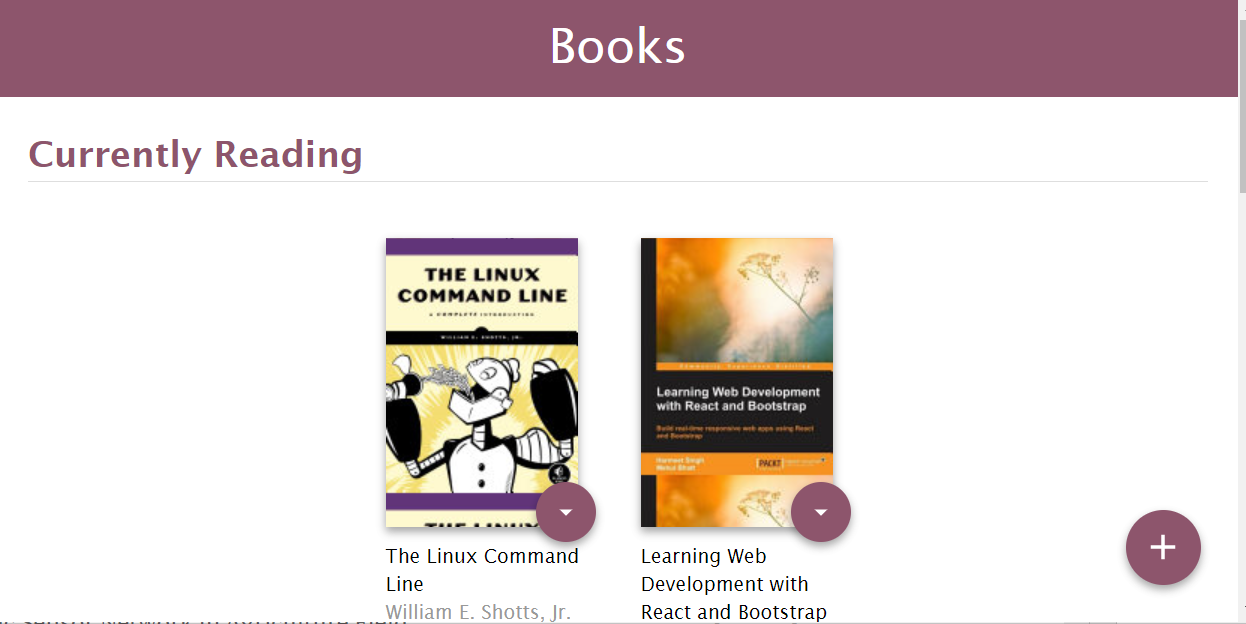 Books
Currently Reading
THE LINUX
COMMAND LINE
A COMPLETE INTRODUCTION
WILLIAM E. SHOTTS, JR.
THE LINUX
Community Experience Distilled
Learning Web Development
with React and Bootstrap
Build real-time responsive web apps using React
and Bootstrap
Harmeet Singh
Mehul Bhatt
PACKT
The Linux Command
Line
William E. Shotts, Jr.
Learning Web
Development with
React and Bootstrap